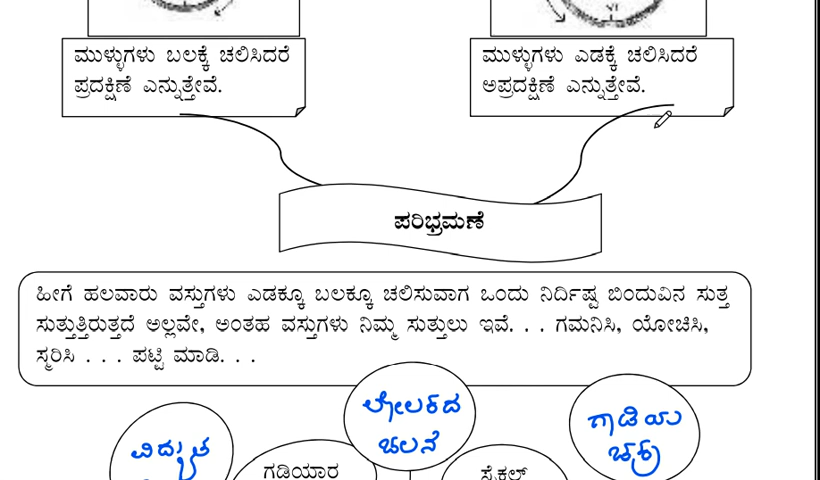 ಮುಳ್ಳುಗಳು ಬಲಕ್ಕೆ ಚಲಿಸಿದರೆ
ಪ್ರದಕ್ಷಿಣೆ ಎನ್ನುತ್ತೇವೆ.
ಮುಳ್ಳುಗಳು ಎಡಕ್ಕೆ ಚಲಿಸಿದರೆ
ಅಪ್ರದಕ್ಷಿಣೆ ಎನ್ನುತ್ತೇವೆ.
ಪರಿಭ್ರಮಣೆ
ಹೀಗೆ ಹಲವಾರು ವಸ್ತುಗಳು ಎಡಕ್ಕೂ ಬಲಕ್ಕೂ ಚಲಿಸುವಾಗ ಒಂದು ನಿರ್ದಿಷ್ಟ ಬಿಂದುವಿನ ಸುತ್ತ
ಸುತ್ತುತ್ತಿರುತ್ತದೆ ಅಲ್ಲವೇ, ಅಂತಹ ವಸ್ತುಗಳು ನಿಮ್ಮ ಸುತ್ತಲು ಇವೆ. . . ಗಮನಿಸಿ, ಯೋಚಿಸಿ,
ಸ್ಮರಿಸಿ . . . ಪಟ್ಟಿ ಮಾಡಿ. . .
ವಿದ್ಯುತ
ಲೋಲಕದ
ಚಲನೆ
ಗಾಡಿಯ
ಚಕ್ರ
ಗಡಿಯಾರ
ಸೈಕಲ್